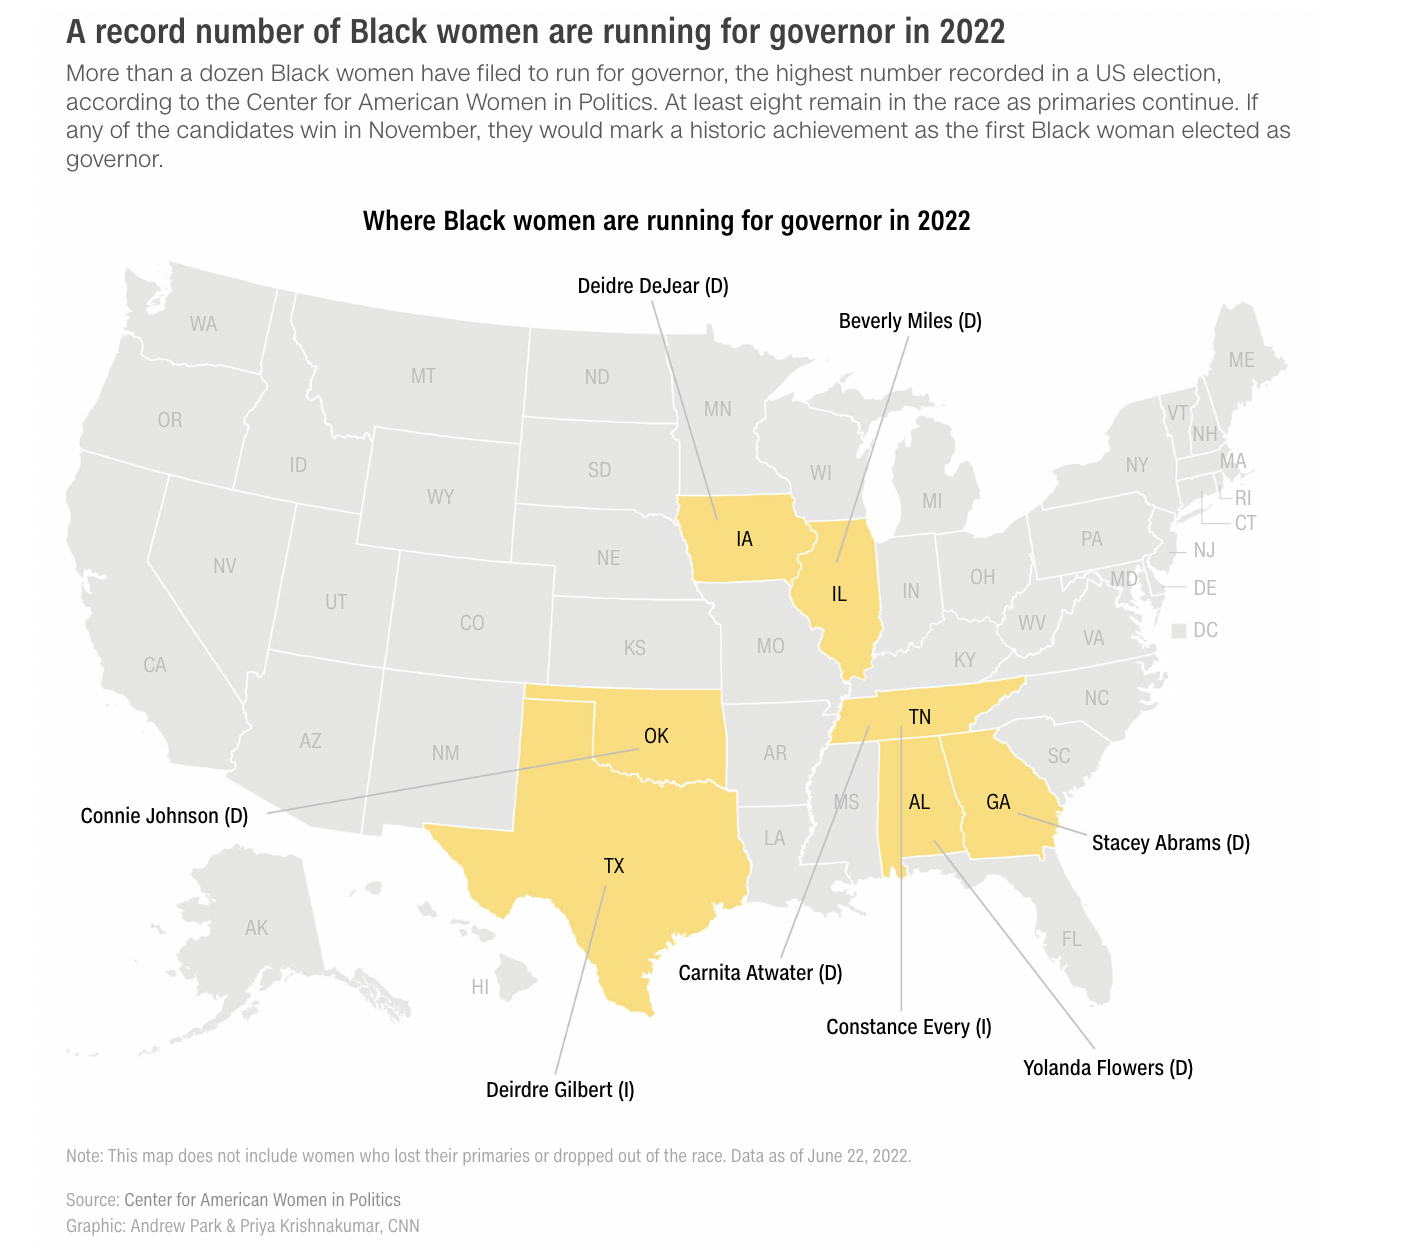 A record number of Black women are running for governor in 2022
More than a dozen Black women have filed to run for governor, the highest number recorded in a US election,
according to the Center for American Women in Politics. At least eight remain in the race as primaries continue. If
any of the candidates win in November, they would mark a historic achievement as the first Black woman elected as
governor.
Where Black women are running for governor in 2022
Deidre DeJear (D)
Beverly Miles (D)
WA
ME
MT
ND
MN
VT
OR
NH
ID
SD
WI
NY
MA
WY
MI
RI
CT
IA
PA
NJ
NE
NV
OH
MD
IN
DE
IL
UT
CO
WV
DC
VA
KS
MO
KY
CA
NC
TN
OK
AZ
NM
AR
SC
MS
AL
GA
Connie Johnson (D)
LA
Stacey Abrams (D)
TX
AK
FL
Carnita Atwater (D)
HI
Constance Every (I)
Yolanda Flowers (D)
Deirdre Gilbert (I)
Note: This map does not include women who lost their primaries or dropped out of the race. Data as of June 22, 2022.
Source: Center for American Women in Politics
Graphic: Andrew Park & Priya Krishnakumar, CNN